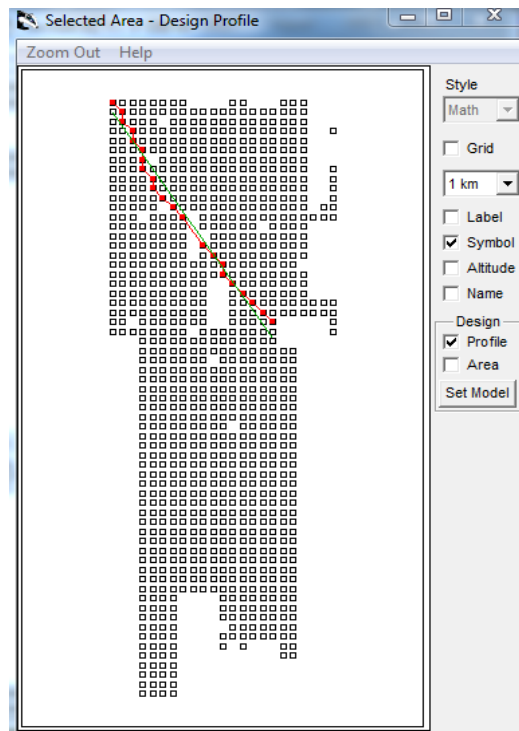 Selected Area - Design Profile
Zoom Out Help
Style
Math
Grid
1 km
Label
Symbol
Altitude
Name
Design
Profile
Area
Set Model